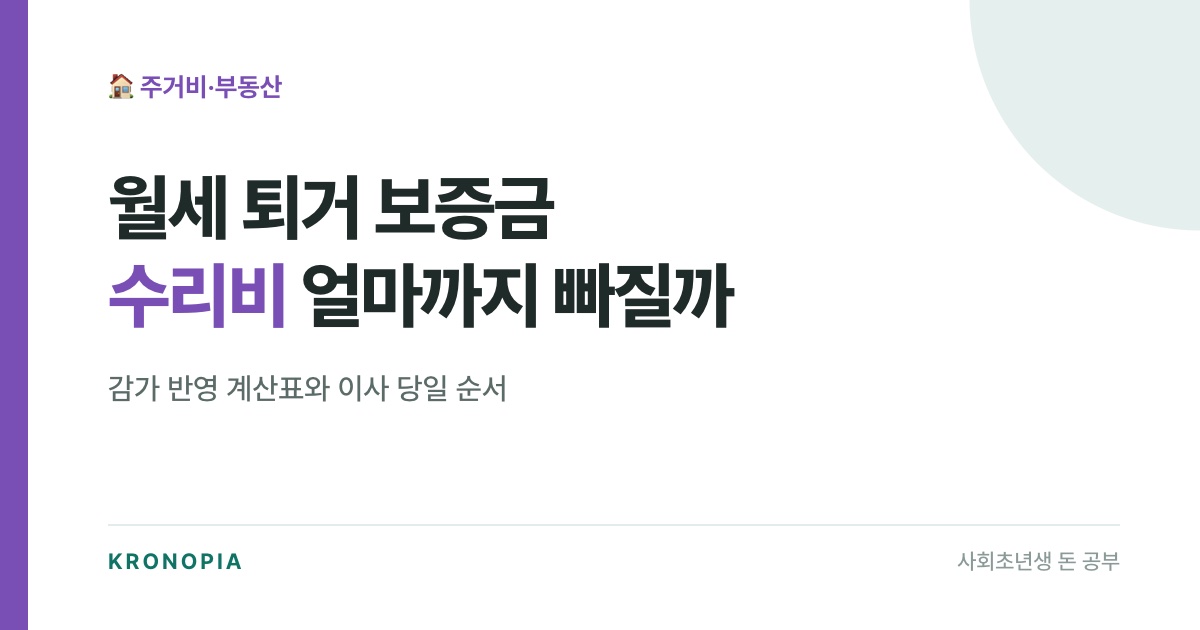 🏠 주거비·부동산
월세 퇴거 보증금
수리비 얼마까지 빠질까
감가 반영 계산표와 이사 당일 순서
KRONOPIA
사회초년생 돈 공부